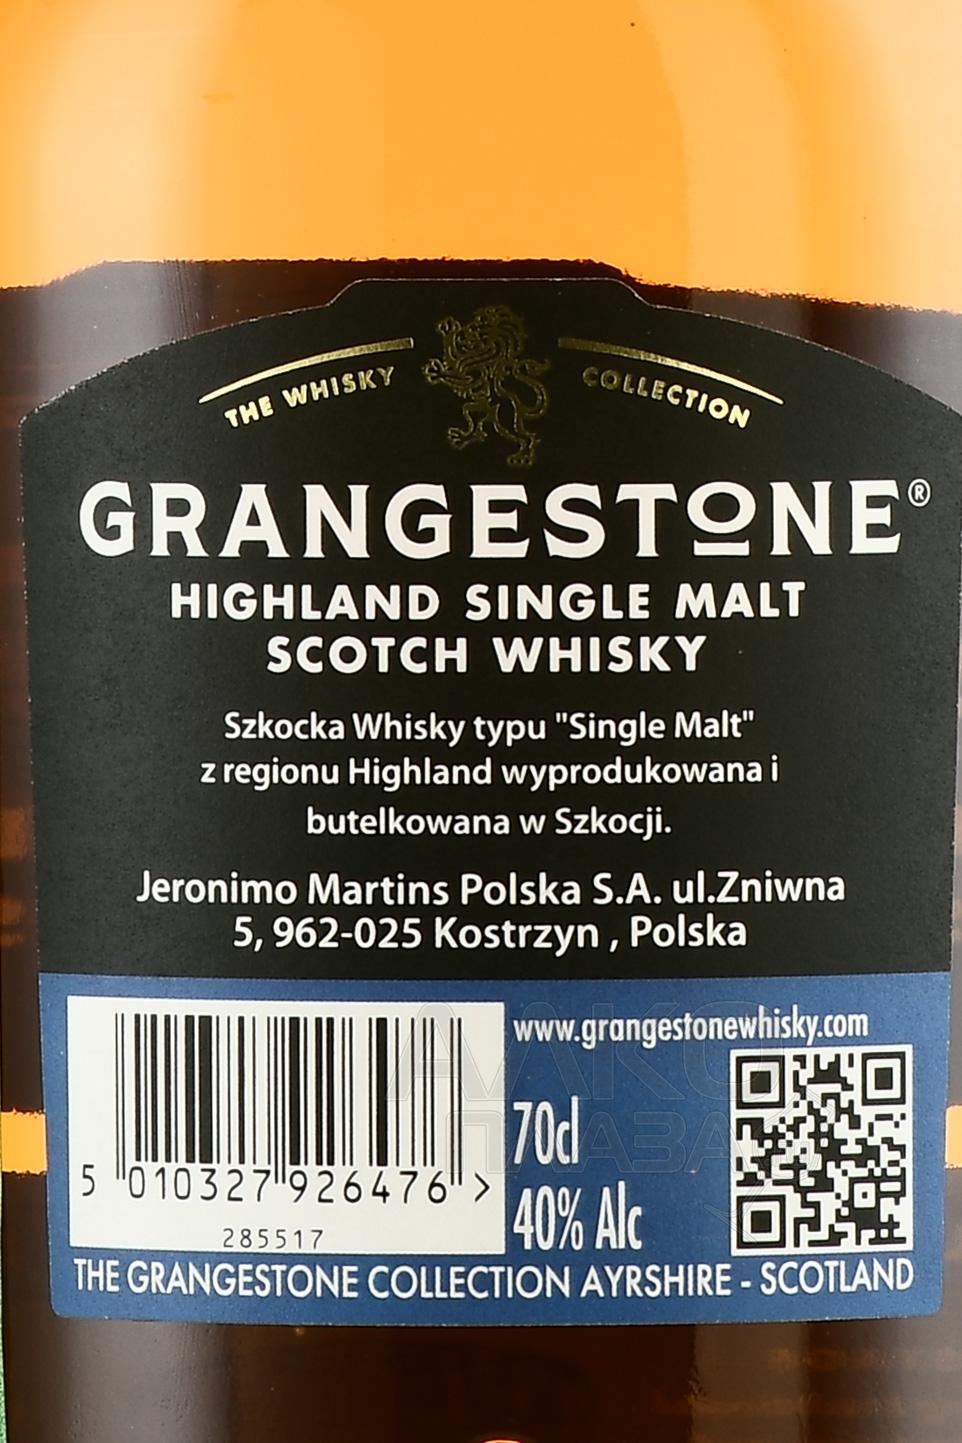 THE WHISKY COLLECTION
GRANGESTONE®
HIGHLAND SINGLE MALT
SCOTCH WHISKY
Szkocka Whisky typu "Single Malt"
z regionu Highland wyprodukowana i
butelkowana w Szkocji.
Jeronimo Martins Polska S.A. ul.Zniwna
5, 962-025 Kostrzyn , Polska
www.grangestonewhisky.com
70cl
40% Alc
5 010327 926476 >
285517
THE GRANGESTONE COLLECTION AYRSHIRE - SCOTLAND
АЛКО
ПЛАЗА